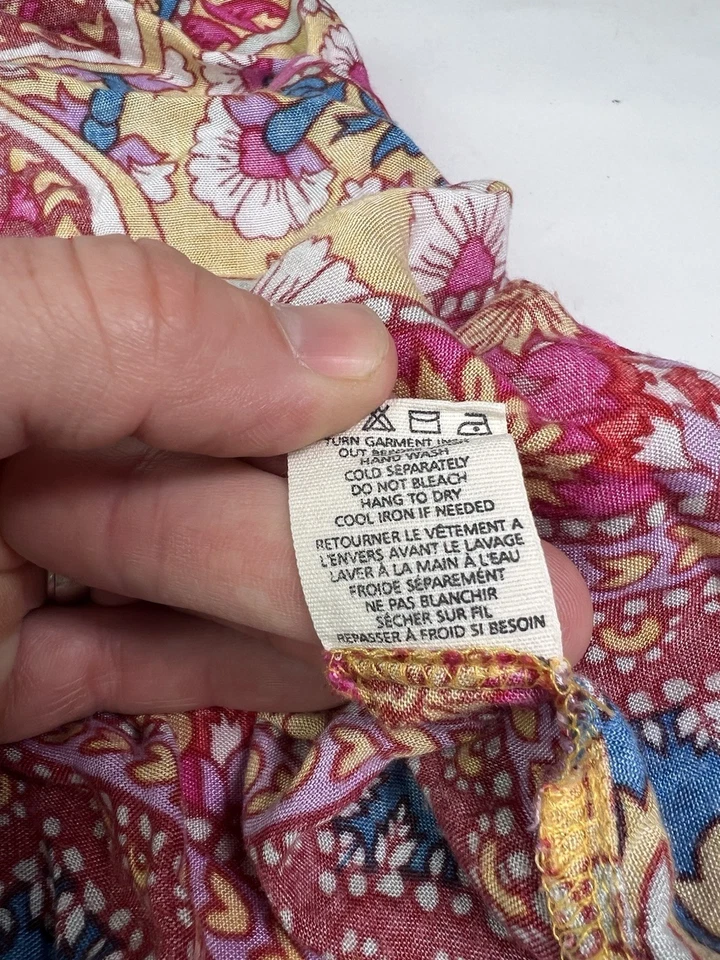 TURN GARMENT
OUT
HAND WASH
COLD SEPARATELY
DO NOT BLEACH
HANG TO DRY
COOL IRON IF NEEDED
RETOURNER LE VÊTEMENT A
L'ENVERS AVANT LE LAVAGE
LAVER À LA MAIN À L'EAU
FROIDE SÉPAREMENT
NE PAS BLANCHIR
SÊCHER SUR FIL
REPASSER À FROID SI BESOIN